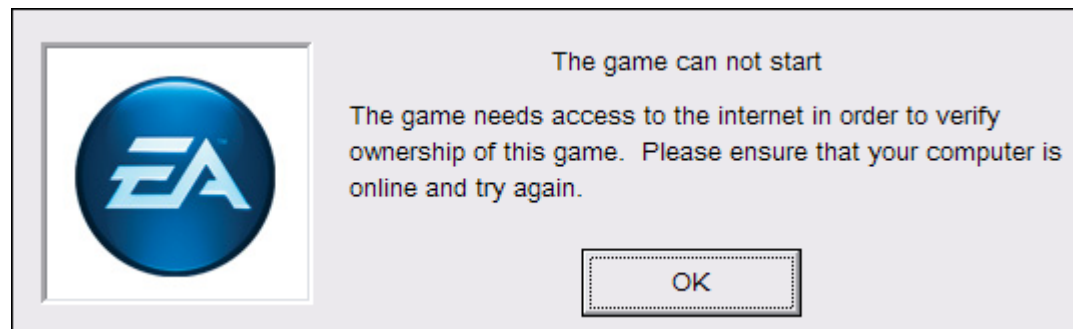 The game can not start
The game needs access to the internet in order to verify
ownership of this game.  Please ensure that your computer is
online and try again.
EA™
OK